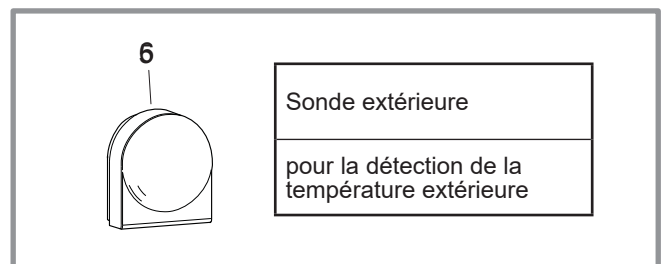 6
Sonde extérieure
pour la détection de la
température extérieure